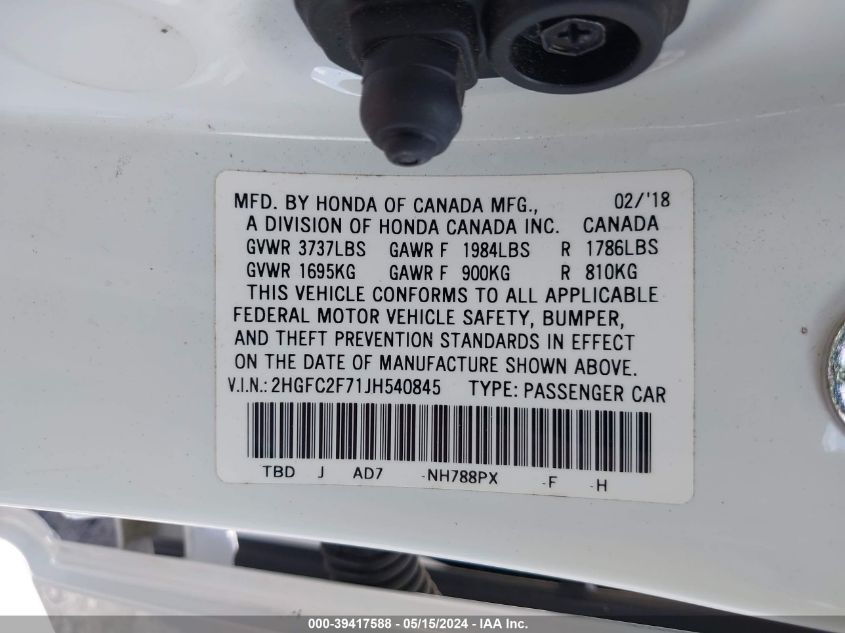 MFD. BY HONDA OF CANADA MFG., 02/'18
A DIVISION OF HONDA CANADA INC. CANADA
GVWR 3737LBS GAWR F 1984LBS R 1786LBS
GVWR 1695KG GAWR F 900KG R 810KG
THIS VEHICLE CONFORMS TO ALL APPLICABLE
FEDERAL MOTOR VEHICLE SAFETY, BUMPER,
AND THEFT PREVENTION STANDARDS IN EFFECT
ON THE DATE OF MANUFACTURE SHOWN ABOVE.
V.I.N.: 2HGFC2F71JH540845 TYPE: PASSENGER CAR
TBD J AD7 -NH788PX -F -H
000-39417588 - 05/15/2024 - IAA Inc.